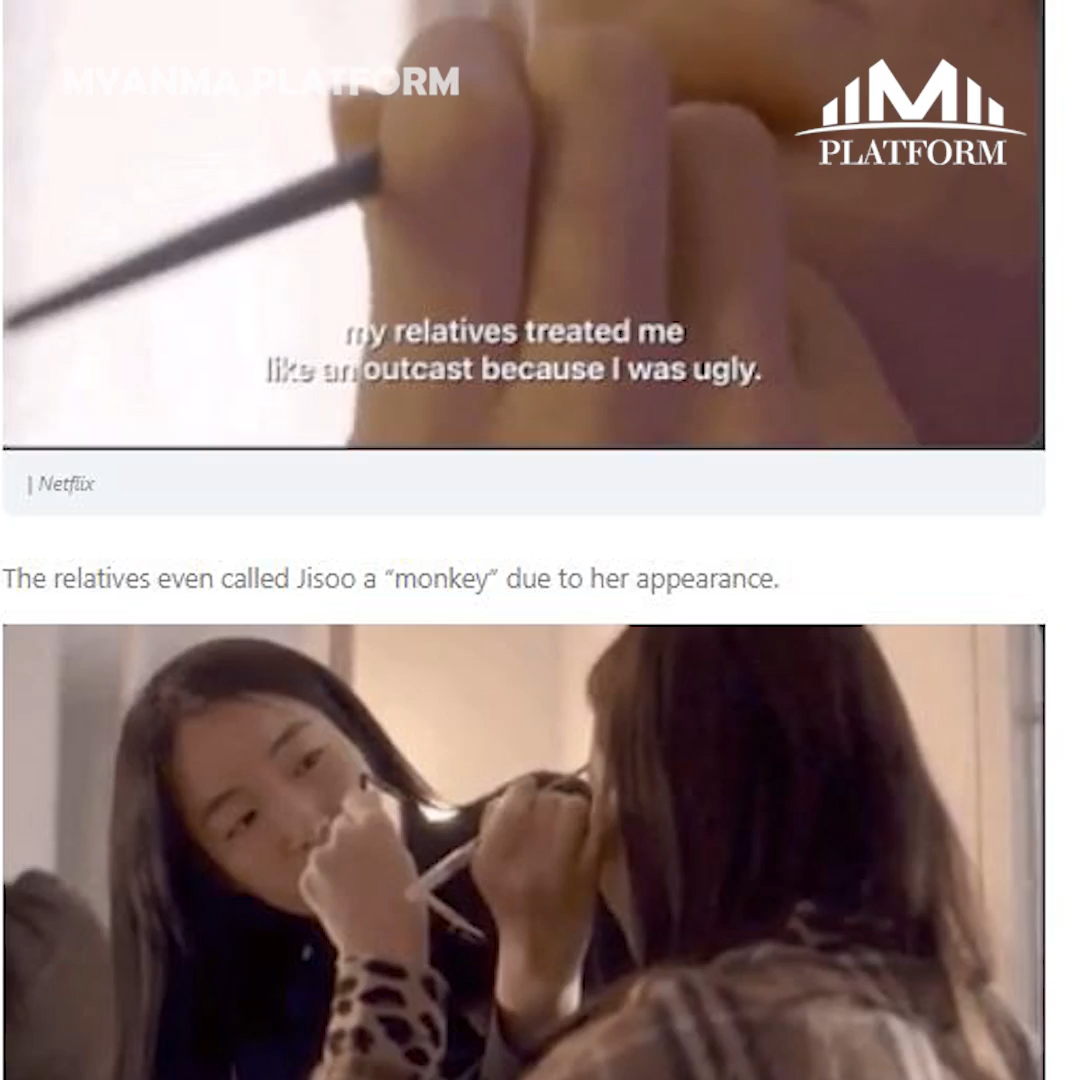 MYANMA PLATFORM
PLATFORM
my relatives treated me
like an outcast because I was ugly.
| Netflix
The relatives even called Jisoo a “monkey” due to her appearance.